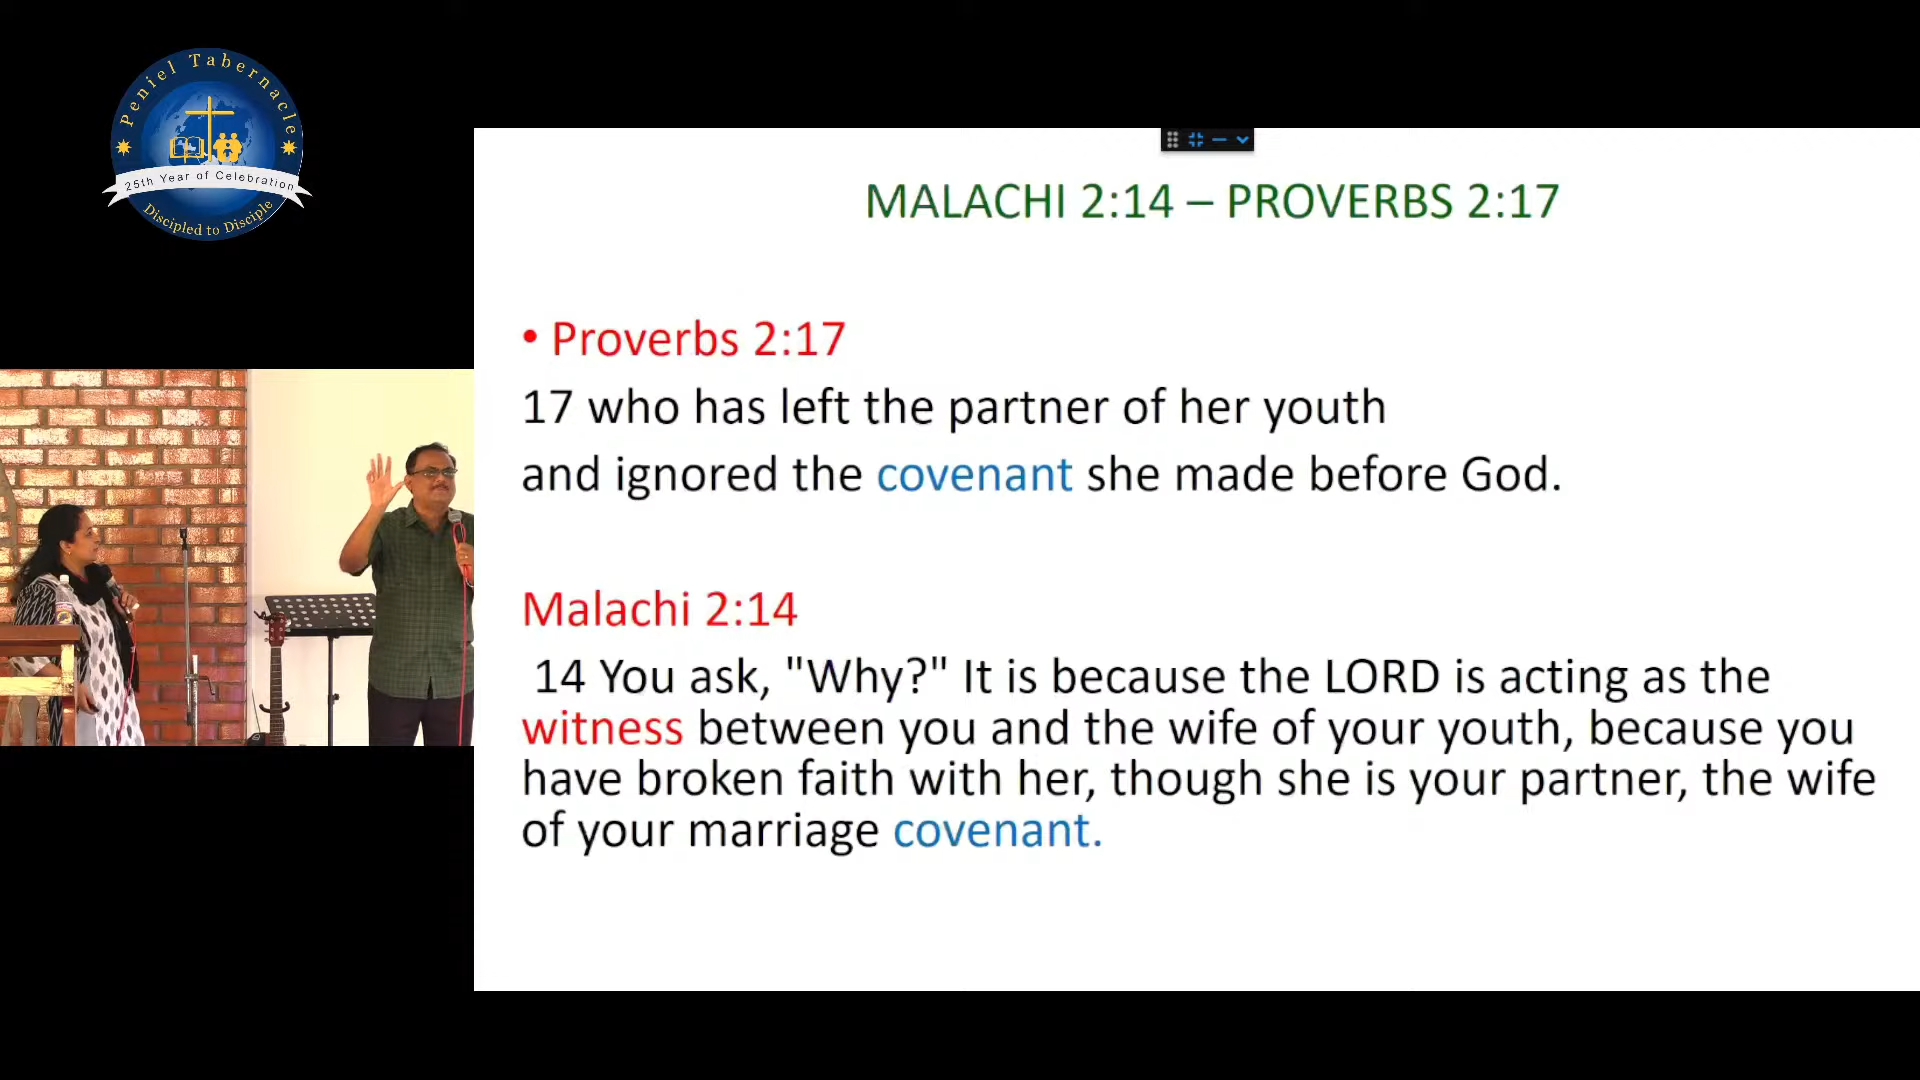 Peniel Tabernacle
25th Year of Celebration
Discipled to Disciple
MALACHI 2:14 – PROVERBS 2:17
• Proverbs 2:17
17 who has left the partner of her youth
and ignored the covenant she made before God.
Malachi 2:14
14 You ask, "Why?" It is because the LORD is acting as the
witness between you and the wife of your youth, because you
have broken faith with her, though she is your partner, the wife
of your marriage covenant.